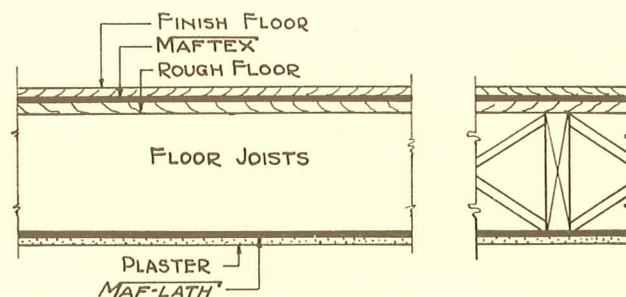 FINISH FLOOR
MAFTEX
ROUGH FLOOR
FLOOR JOISTS
PLASTER
MAF-LATH